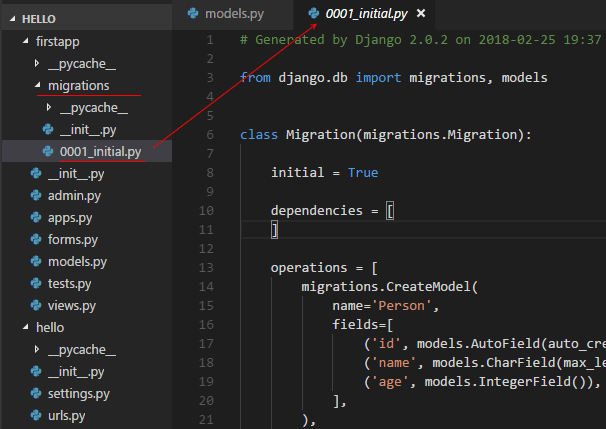 HELLO
firstapp
__pycache__
migrations
__pycache__
__init__.py
0001_initial.py
__init__.py
admin.py
apps.py
forms.py
models.py
tests.py
views.py
hello
__pycache__
__init__.py
settings.py
urls.py
models.py
0001_initial.py ×
1 # Generated by Django 2.0.2 on 2018-02-25 19:37
2
3 from django.db import migrations, models
4
5
6 class Migration(migrations.Migration):
7
8 initial = True
9
10 dependencies = [
11 ]
12
13 operations = [
14 migrations.CreateModel(
15 name='Person',
16 fields=[
17 ('id', models.AutoField(auto_cre
18 ('name', models.CharField(max_le
19 ('age', models.IntegerField()),
20 ],
21 ),